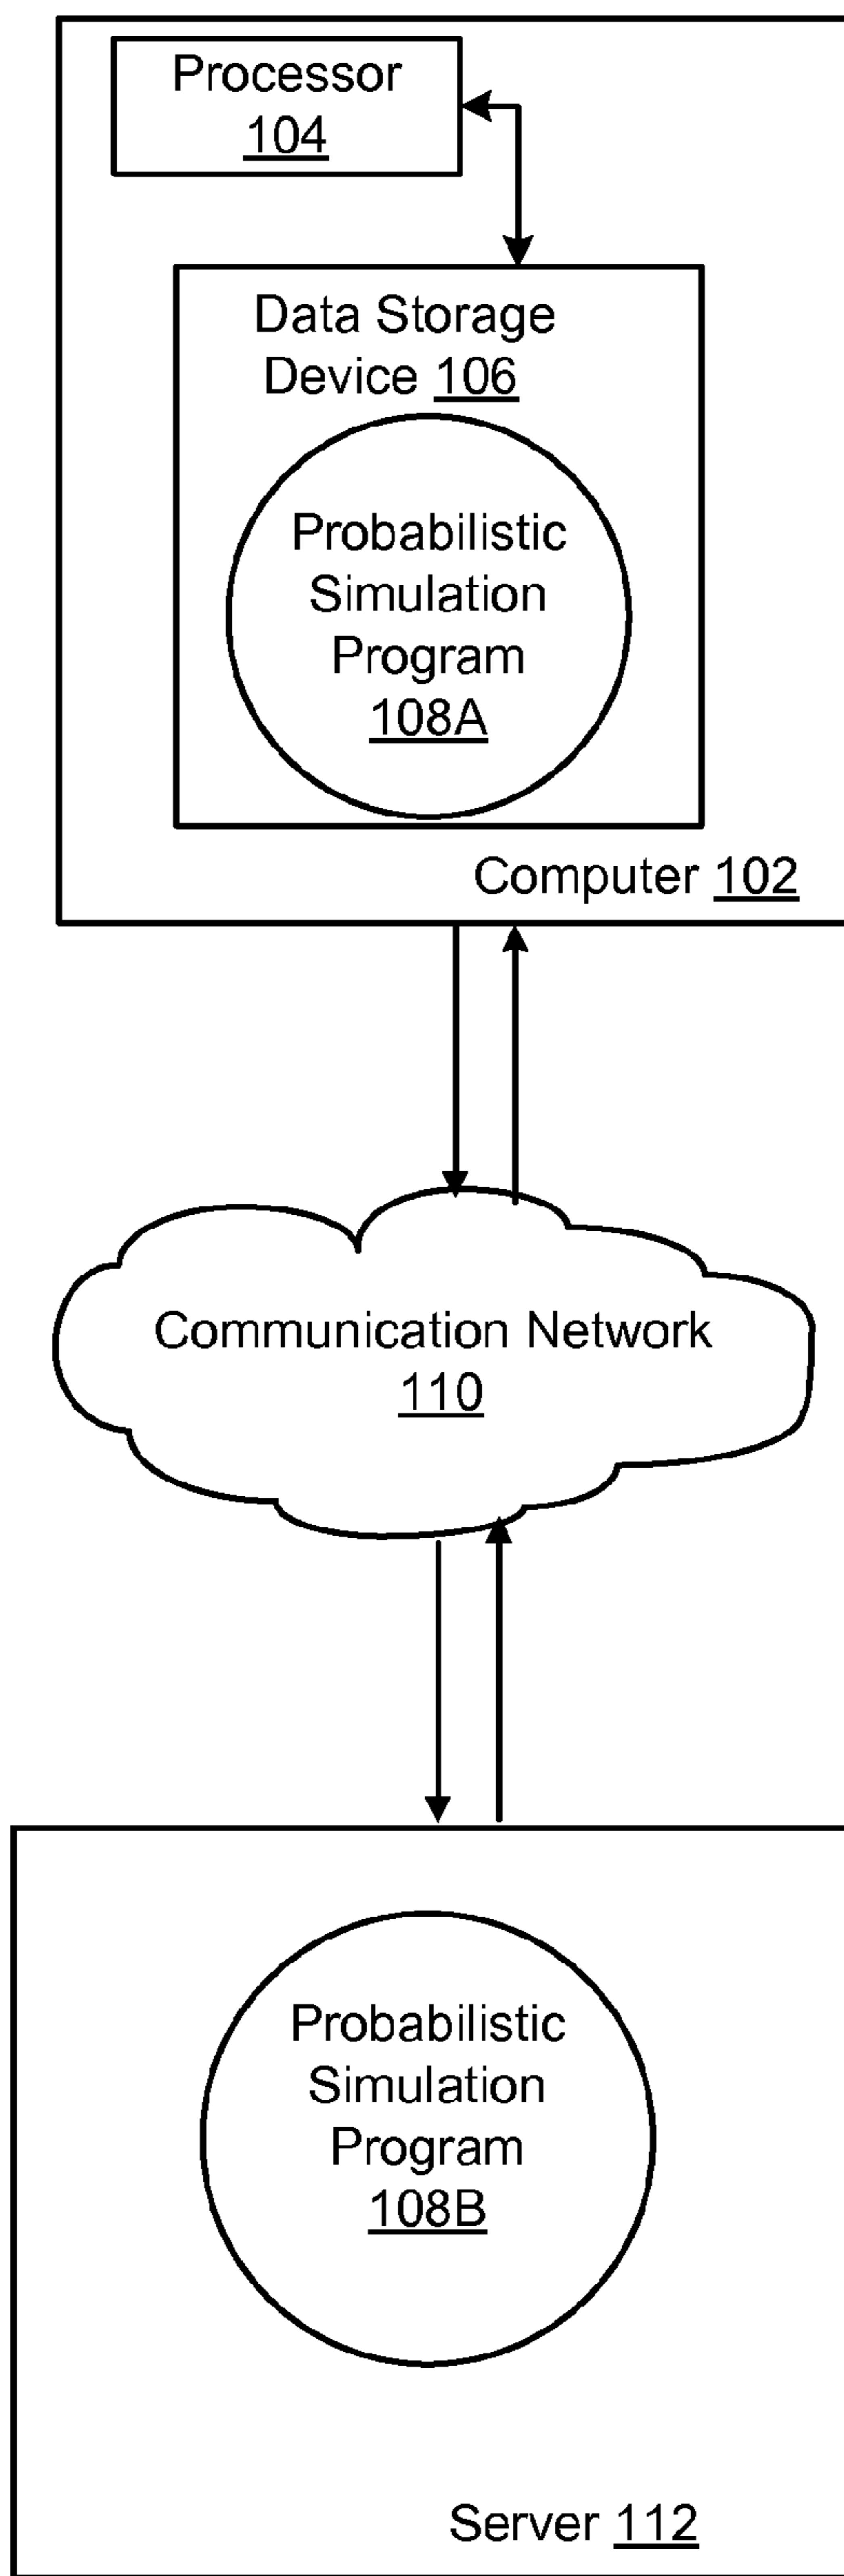 Processor
104
Data Storage
Device 106
Probabilistic
Simulation
Program
108A
Computer 102
Communication Network
110
Probabilistic
Simulation
Program
108B
Server 112